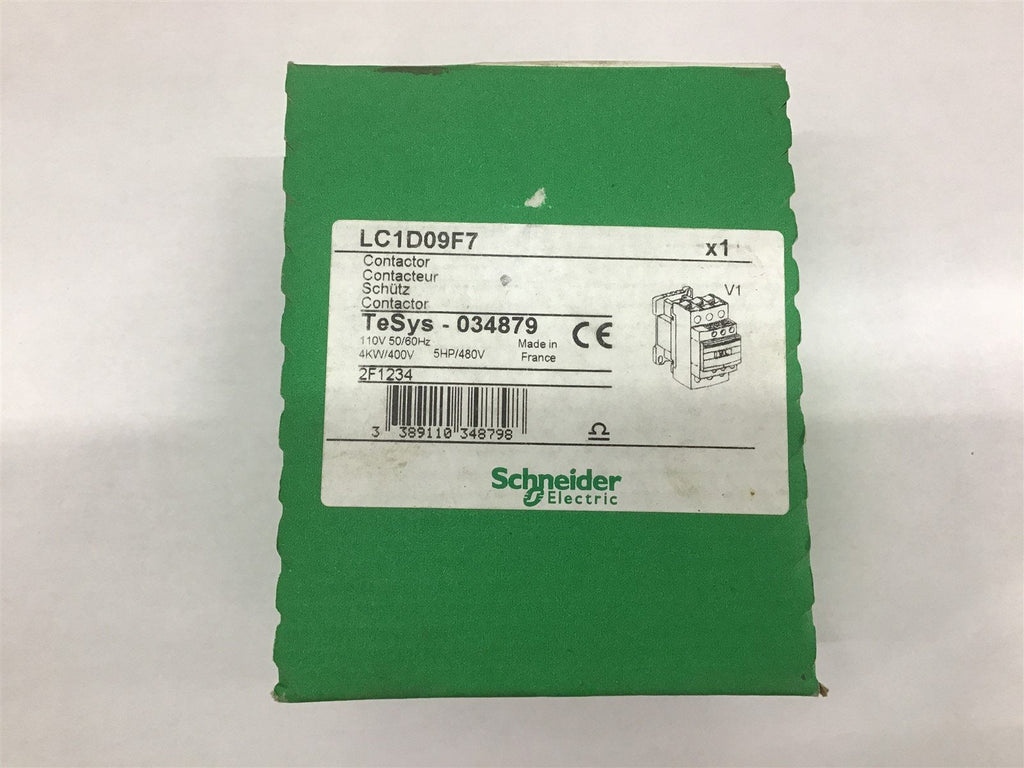 LC1D09F7 x1
Contactor
Contacteur
Schütz
Contactor
V1
TeSys - 034879
CE
110V 50/60Hz Made in
4KW/400V 5HP/480V France
2F1234
3 389110 348798
Ω
Schneider
Electric